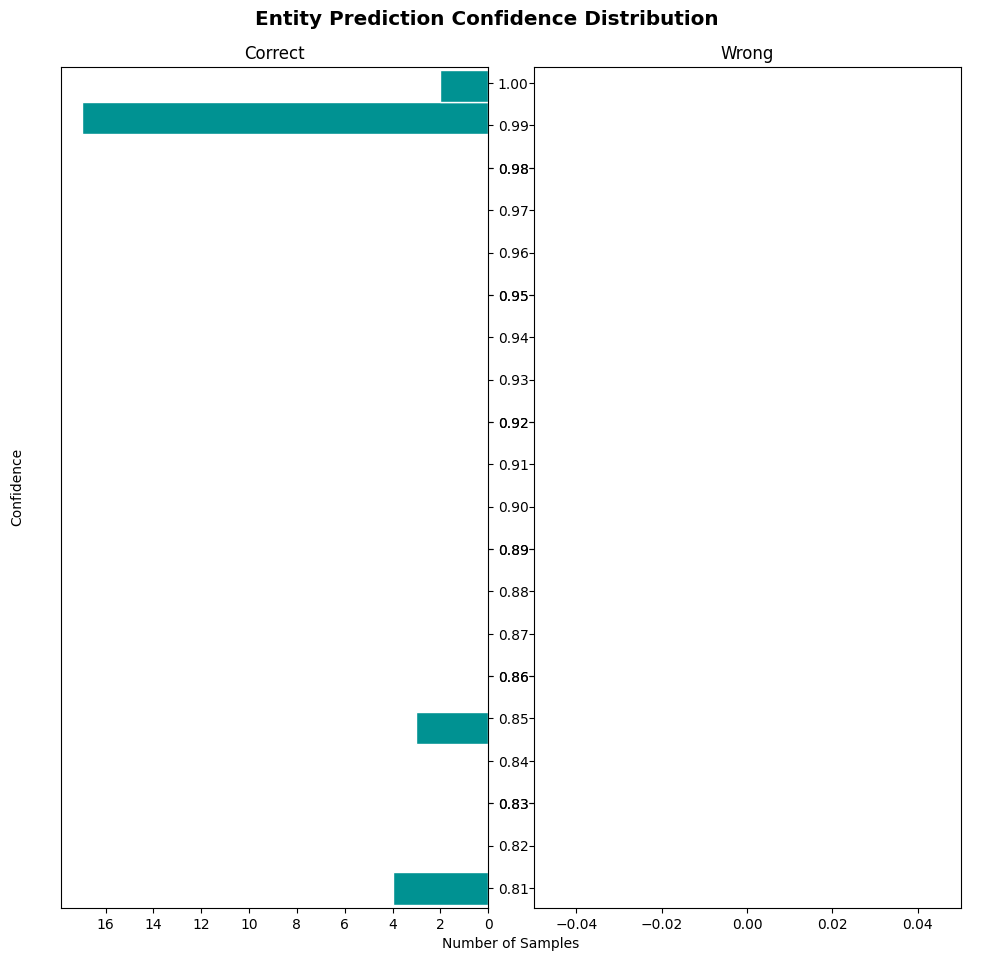 Entity Prediction Confidence Distribution
Correct
Wrong
1.00
0.99
0.98
0.97
0.96
0.95
0.94
0.93
0.92
0.91
0.90
0.89
0.88
0.87
0.86
0.85
0.84
0.83
0.82
0.81
Confidence
16 14 12 10 8 6 4 2 0
−0.04 −0.02 0.00 0.02 0.04
Number of Samples